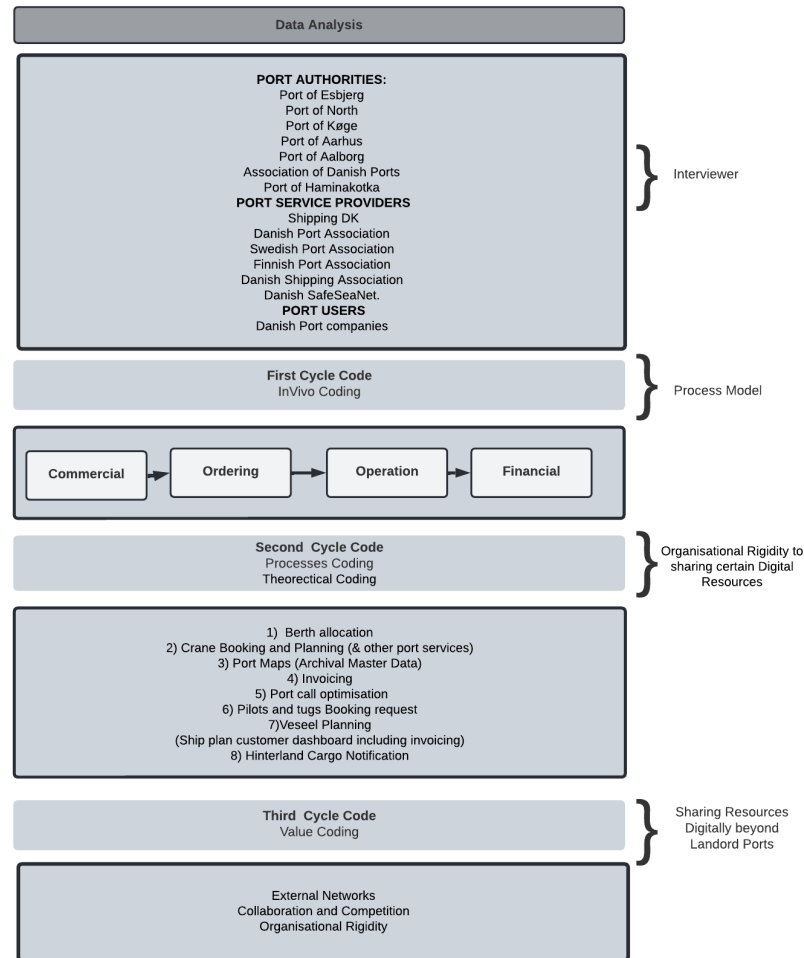 Data Analysis
PORT AUTHORITIES:
Port of Esbjerg
Port of North
Port of Køge
Port of Aarhus
Port of Aalborg
Association of Danish Ports
Port of Haminakotka
PORT SERVICE PROVIDERS
Shipping DK
Danish Port Association
Swedish Port Association
Finnish Port Association
Danish Shipping Association
Danish SafeSeaNet.
PORT USERS
Danish Port companies
Interviewer
First Cycle Code
InVivo Coding
Process Model
Commercial
Ordering
Operation
Financial
Second  Cycle Code
Processes Coding
Theorectical Coding
Organisational Rigidity to
sharing certain Digital
Resources
1)  Berth allocation
2) Crane Booking and Planning (& other port services)
3) Port Maps (Archival Master Data)
4) Invoicing
5) Port call optimisation
6) Pilots and tugs Booking request
7)Veseel Planning
(Ship plan customer dashboard including invoicing)
8) Hinterland Cargo Notification
Third  Cycle Code
Value Coding
Sharing Resources
Digitally beyond
Landord Ports
External Networks
Collaboration and Competition
Organisational Rigidity